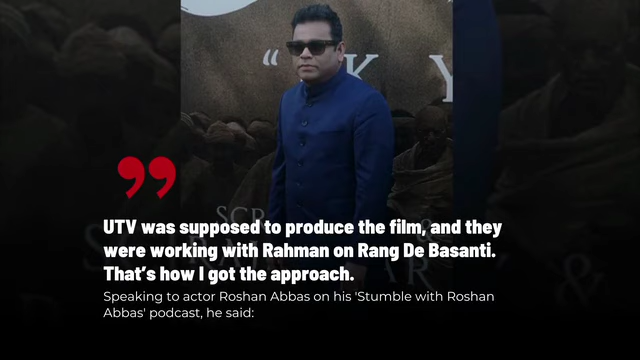 “ K Y
SCR
UTV was supposed to produce the film, and they
were working with Rahman on Rang De Basanti.
That’s how I got the approach.
Speaking to actor Roshan Abbas on his 'Stumble with Roshan
Abbas' podcast, he said: